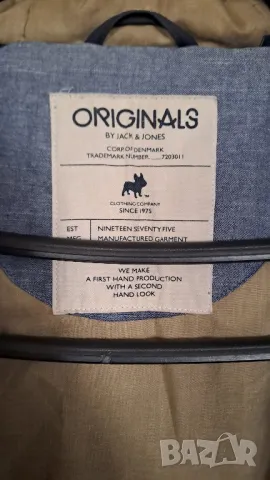 ORIGINALS
BY JACK & JONES
CORP. OF DENMARK
TRADEMARK NUMBER ......7203011
CLOTHING COMPANY
SINCE 1975
EST NINETEEN SEVENTY FIVE
MFG MANUFACTURED GARMENT
WE MAKE
A FIRST HAND PRODUCTION
WITH A SECOND
HAND LOOK
bazar